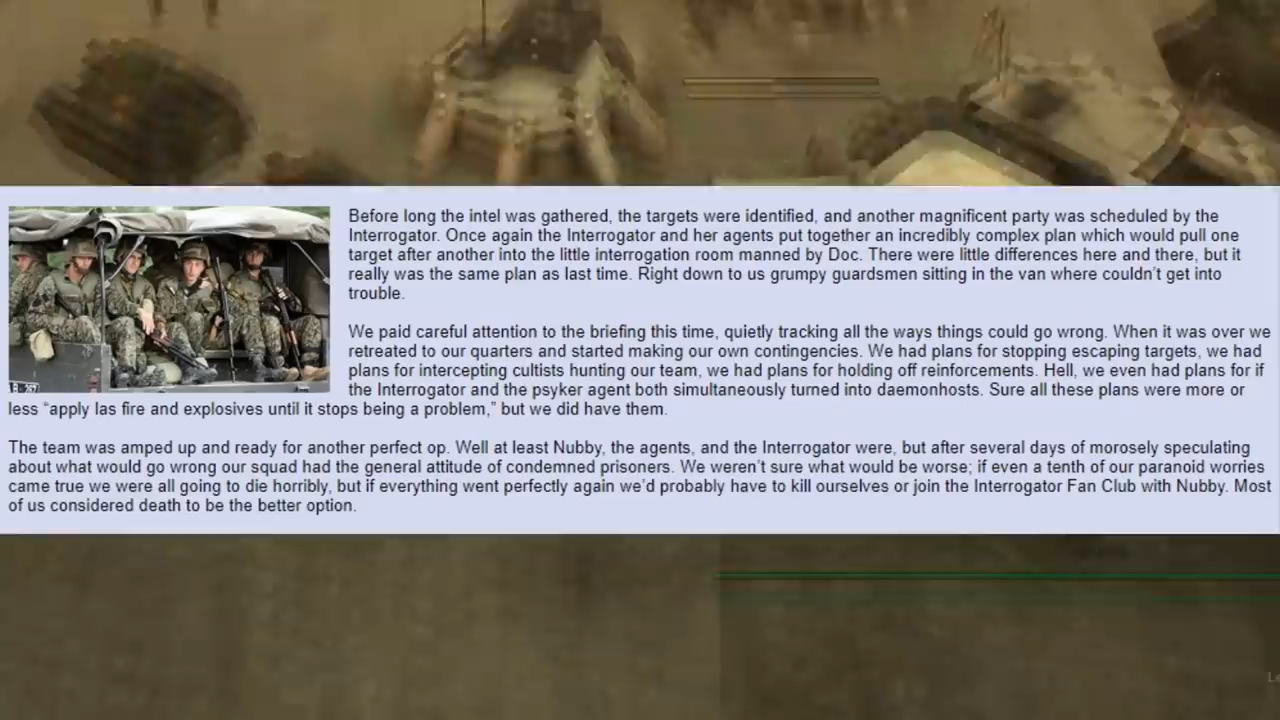 Before long the intel was gathered, the targets were identified, and another magnificent party was scheduled by the
Interrogator. Once again the Interrogator and her agents put together an incredibly complex plan which would pull one
target after another into the little interrogation room manned by Doc. There were little differences here and there, but it
really was the same plan as last time. Right down to us grumpy guardsmen sitting in the van where couldn't get into
trouble.
We paid careful attention to the briefing this time, quietly tracking all the ways things could go wrong. When it was over we
retreated to our quarters and started making our own contingencies. We had plans for stopping escaping targets, we had
plans for intercepting cultists hunting our team, we had plans for holding off reinforcements. Hell, we even had plans for if
the Interrogator and the psyker agent both simultaneously turned into daemonhosts. Sure all these plans were more or
less “apply las fire and explosives until it stops being a problem,” but we did have them.
The team was amped up and ready for another perfect op. Well at least Nubby, the agents, and the Interrogator were, but after several days of morosely speculating
about what would go wrong our squad had the general attitude of condemned prisoners. We weren't sure what would be worse; if even a tenth of our paranoid worries
came true we were all going to die horribly, but if everything went perfectly again we'd probably have to kill ourselves or join the Interrogator Fan Club with Nubby. Most
of us considered death to be the better option.